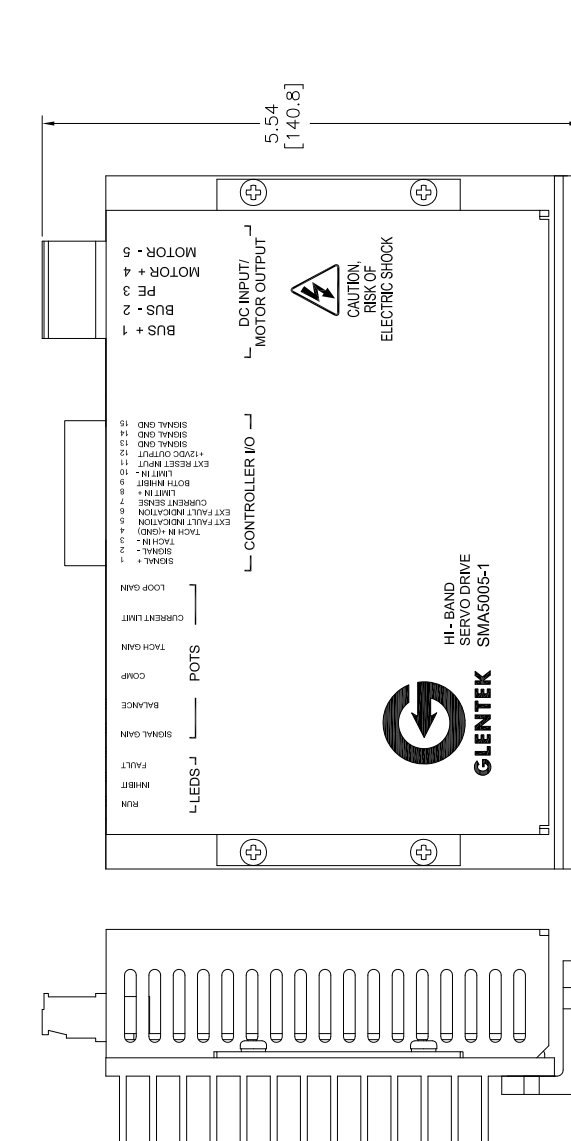 5.54
[140.8]
MOTOR - 5
MOTOR + 4
PE 3
BUS - 2
BUS + 1
DC INPUT/
MOTOR OUTPUT
CAUTION,
RISK OF
ELECTRIC SHOCK
SIGNAL GND 15
SIGNAL GND 14
SIGNAL GND 13
+12VDC OUTPUT 12
EXT RESET INPUT 11
LIMIT IN - 10
BOTH INHIBIT 9
LIMIT IN + 8
CURRENT SENSE 7
EXT FAULT INDICATION 6
EXT FAULT INDICATION 5
TACH IN +(GND) 4
TACH IN - 3
SIGNAL - 2
SIGNAL + 1
CONTROLLER I/O
LOOP GAIN
CURRENT LIMIT
TACH GAIN
COMP
BALANCE
SIGNAL GAIN
POTS
FAULT
INHIBIT
RUN
LEDS
HI - BAND
SERVO DRIVE
SMA5005-1
GLENTEK